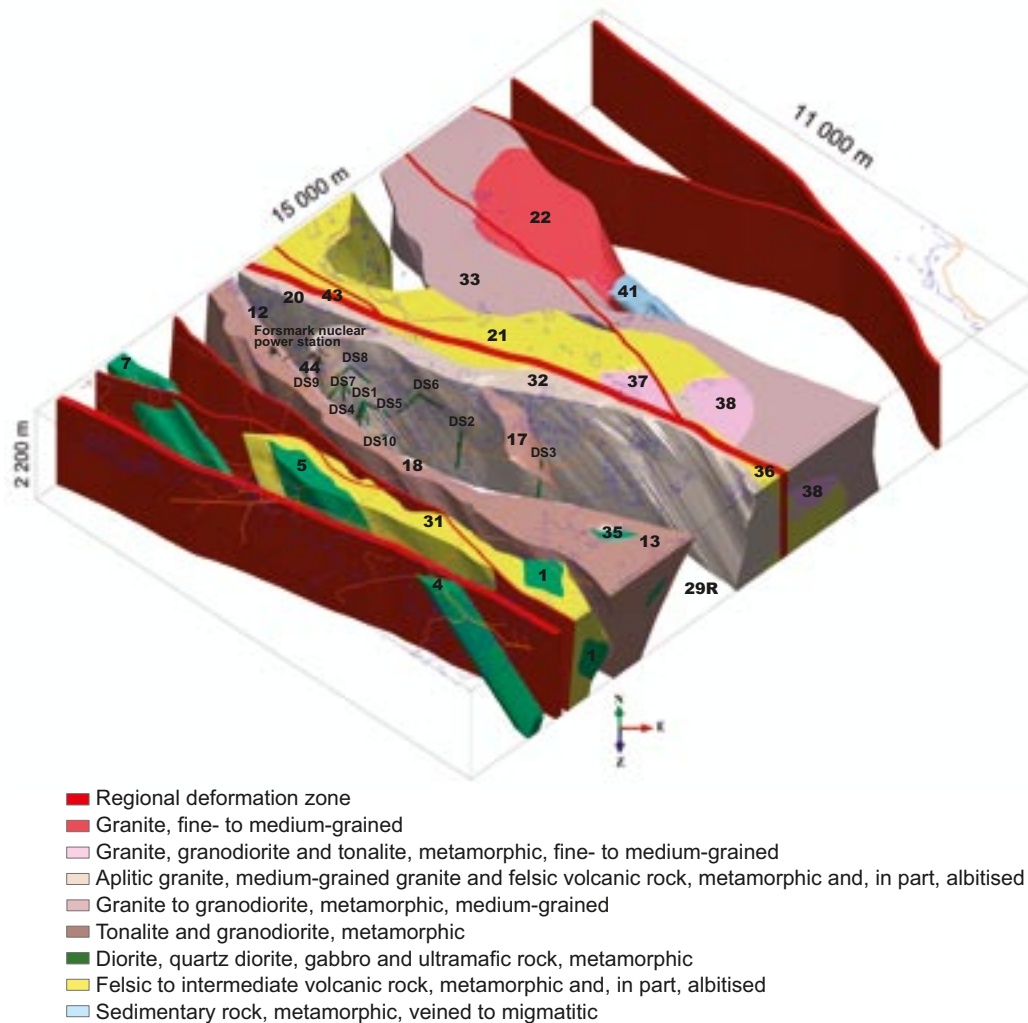 11 000 m
15 000 m
22
33
41
43
20
12
21
Forsmark nuclear
power station
DS8
44
DS9
DS7
DS6
32
37
7
DS1
DS4
DS5
38
DS2
17
DS10
DS3
2 200 m
18
36
5
38
31
35
13
1
4
29R
1
N
E
Z
Regional deformation zone
Granite, fine- to medium-grained
Granite, granodiorite and tonalite, metamorphic, fine- to medium-grained
Aplitic granite, medium-grained granite and felsic volcanic rock, metamorphic and, in part, albitised
Granite to granodiorite, metamorphic, medium-grained
Tonalite and granodiorite, metamorphic
Diorite, quartz diorite, gabbro and ultramafic rock, metamorphic
Felsic to intermediate volcanic rock, metamorphic and, in part, albitised
Sedimentary rock, metamorphic, veined to migmatitic